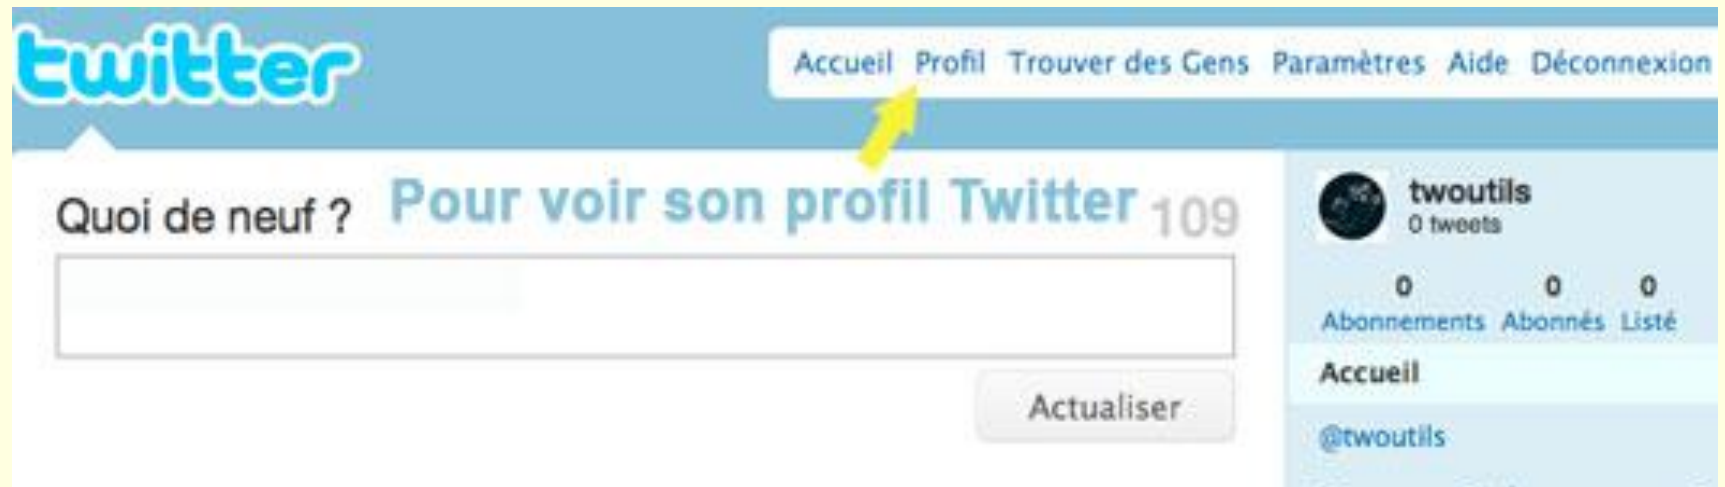 twitter
Accueil Profil Trouver des Gens Paramètres Aide Déconnexion
Quoi de neuf ? Pour voir son profil Twitter 109
Actualiser
twoutils
0 tweets
0 0 0
Abonnements Abonnés Listé
Accueil
@twoutils